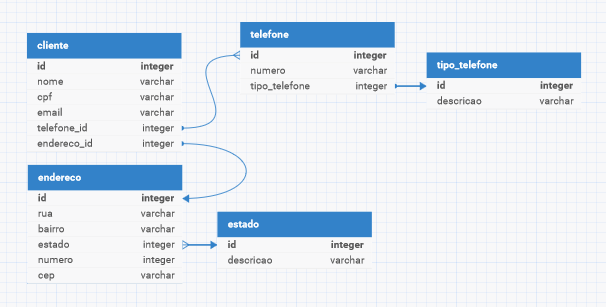 cliente
id integer
nome varchar
cpf varchar
email varchar
telefone_id integer
endereco_id integer
telefone
id integer
numero varchar
tipo_telefone integer
tipo_telefone
id integer
descricao varchar
endereco
id integer
rua varchar
bairro varchar
estado integer
numero integer
cep varchar
estado
id integer
descricao varchar